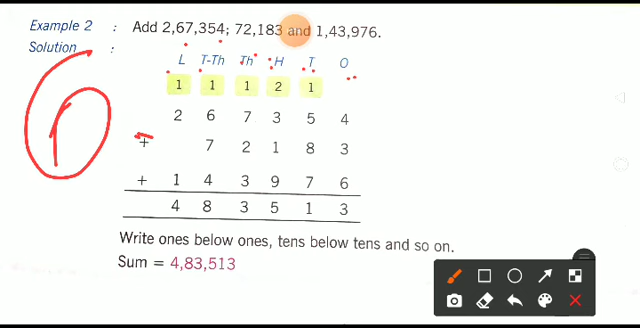 Example 2 : Add 2,67,354; 72,183 and 1,43,976.
Solution :
L T-Th Th H T O
1 1 1 2 1
2 6 7 3 5 4
+ 7 2 1 8 3
+ 1 4 3 9 7 6
4 8 3 5 1 3
Write ones below ones, tens below tens and so on.
Sum = 4,83,513